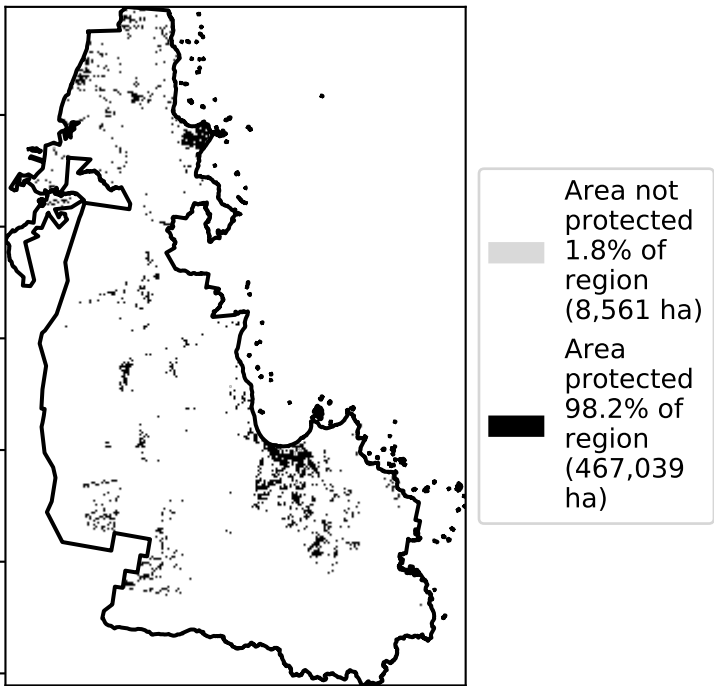 Area not
protected
1.8% of
region
(8,561 ha)
Area
protected
98.2% of
region
(467,039
ha)